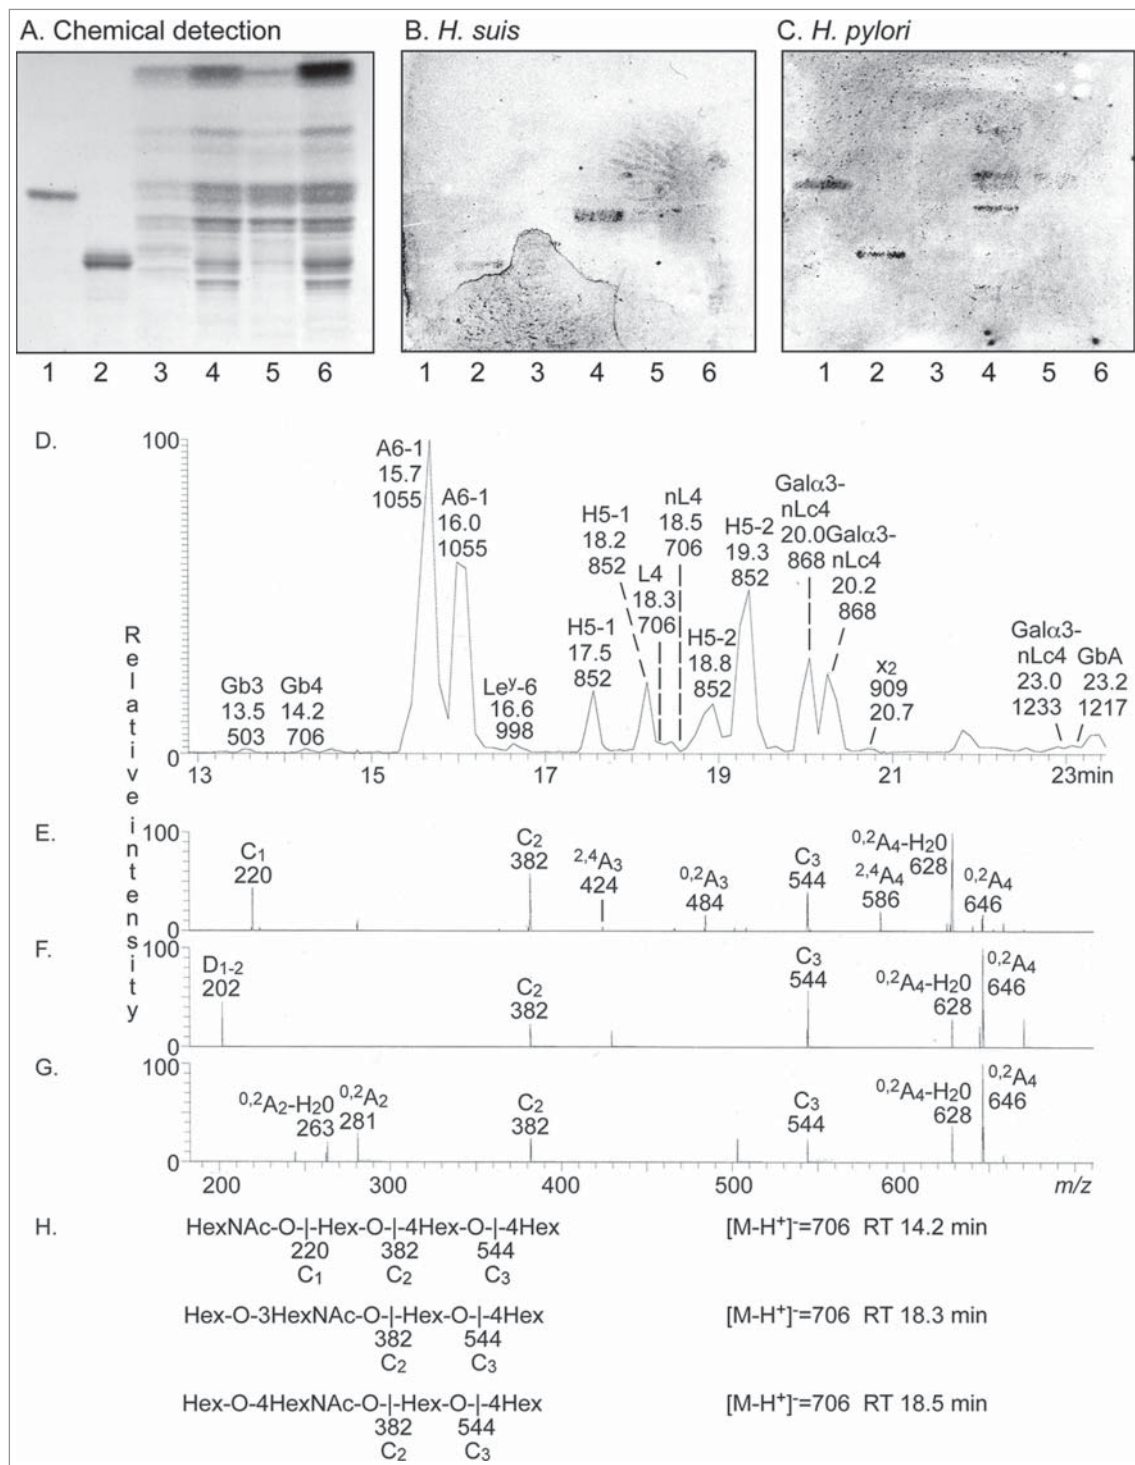 A. Chemical detection
B. H. suis
C. H. pylori
1 2 3 4 5 6
1 2 3 4 5 6
1 2 3 4 5 6
D.
Relative intensity
100
0
A6-1
15.7
1055
A6-1
16.0
1055
Gb3
13.5
503
Gb4
14.2
706
Leʸ-6
16.6
998
H5-1
17.5
852
H5-1
18.2
852
L4
18.3
706
nL4
18.5
706
H5-2
18.8
852
H5-2
19.3
852
Galα3-
nLc4
20.0
868
Galα3-
nLc4
20.2
868
x₂
909
20.7
Galα3-
nLc4
23.0
1233
GbA
23.2
1217
13 15 17 19 21 23min
E.
100
0
C₁
220
C₂
382
²,⁴A₃
424
⁰,²A₃
484
C₃
544
²,⁴A₄
586
⁰,²A₄-H₂0
628
⁰,²A₄
646
F.
100
0
D₁₋₂
202
C₂
382
C₃
544
⁰,²A₄-H₂0
628
⁰,²A₄
646
G.
100
0
⁰,²A₂-H₂0
263
⁰,²A₂
281
C₂
382
C₃
544
⁰,²A₄-H₂0
628
⁰,²A₄
646
200 300 400 500 600 m/z
H.
HexNAc-O-|-Hex-O-|-4Hex-O-|-4Hex [M-H⁺]⁻=706 RT 14.2 min
220 382 544
C₁ C₂ C₃
Hex-O-3HexNAc-O-|-Hex-O-|-4Hex [M-H⁺]⁻=706 RT 18.3 min
382 544
C₂ C₃
Hex-O-4HexNAc-O-|-Hex-O-|-4Hex [M-H⁺]⁻=706 RT 18.5 min
382 544
C₂ C₃